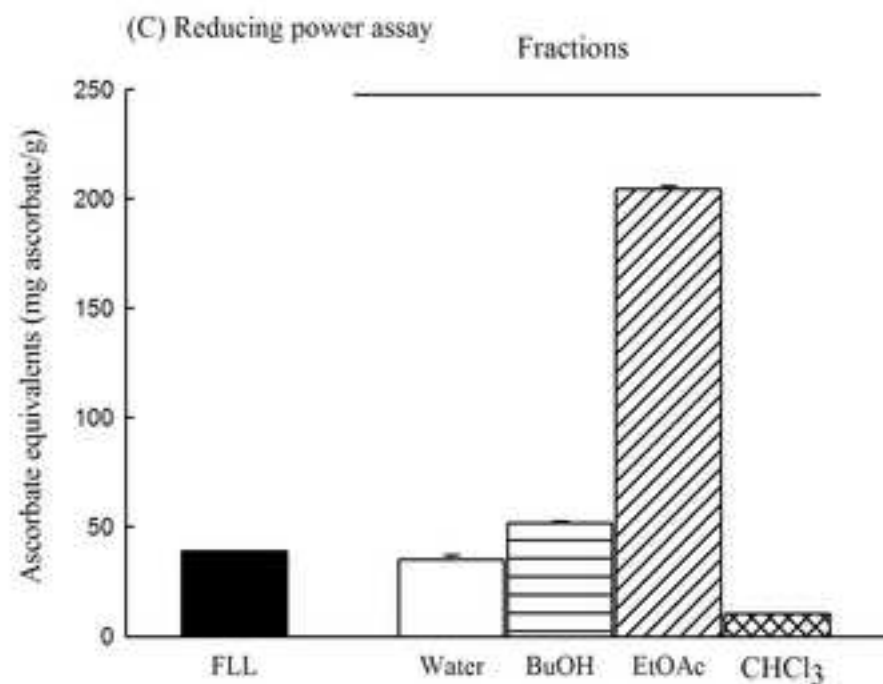 (C) Reducing power assay
Fractions
Ascorbate equivalents (mg ascorbate/g)
250
200
150
100
50
0
FLL Water BuOH EtOAc CHCl₃